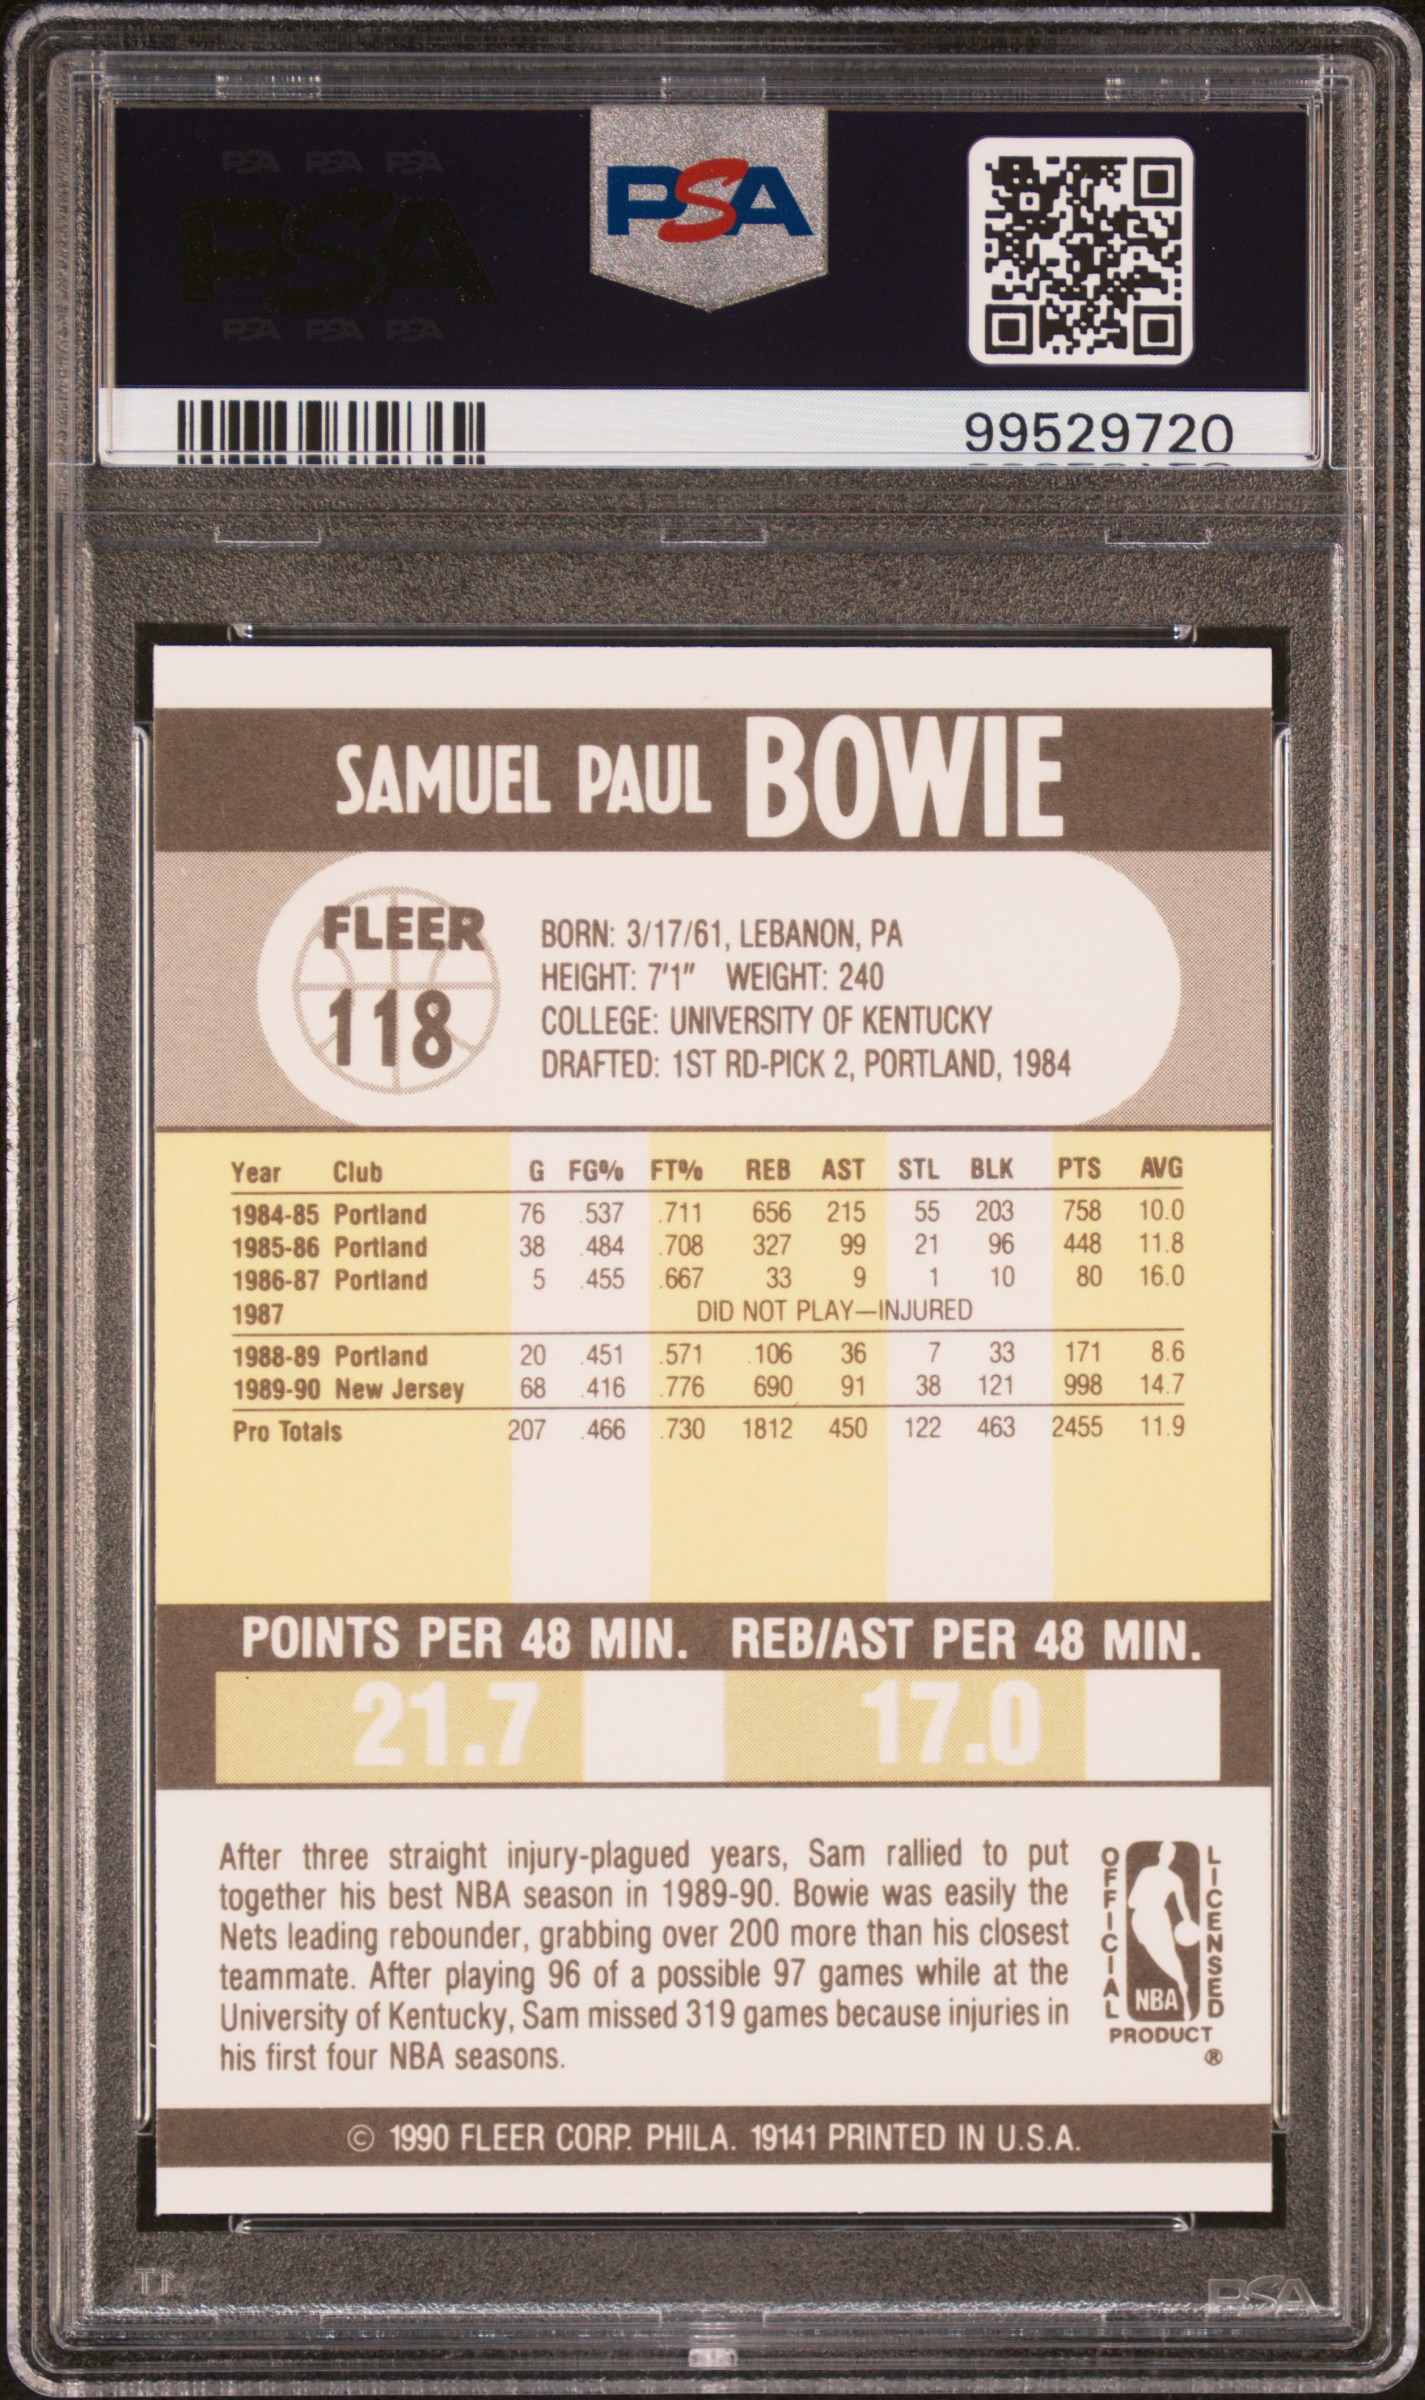 PSA PSA PSA
PSA
PSA PSA PSA
PSA
99529720
SAMUEL PAUL BOWIE
FLEER
118
BORN: 3/17/61, LEBANON, PA
HEIGHT: 7'1" WEIGHT: 240
COLLEGE: UNIVERSITY OF KENTUCKY
DRAFTED: 1ST RD-PICK 2, PORTLAND, 1984
Year Club G FG% FT% REB AST STL BLK PTS AVG
1984-85 Portland 76 .537 .711 656 215 55 203 758 10.0
1985-86 Portland 38 .484 .708 327 99 21 96 448 11.8
1986-87 Portland 5 .455 .667 33 9 1 10 80 16.0
1987 DID NOT PLAY—INJURED
1988-89 Portland 20 .451 .571 .106 36 7 33 171 8.6
1989-90 New Jersey 68 .416 .776 690 91 38 121 998 14.7
Pro Totals 207 .466 .730 1812 450 122 463 2455 11.9
POINTS PER 48 MIN. REB/AST PER 48 MIN.
21.7 17.0
After three straight injury-plagued years, Sam rallied to put
together his best NBA season in 1989-90. Bowie was easily the
Nets leading rebounder, grabbing over 200 more than his closest
teammate. After playing 96 of a possible 97 games while at the
University of Kentucky, Sam missed 319 games because injuries in
his first four NBA seasons.
OFFICIAL
NBA
LICENSED
PRODUCT
®
© 1990 FLEER CORP. PHILA. 19141 PRINTED IN U.S.A.
PSA